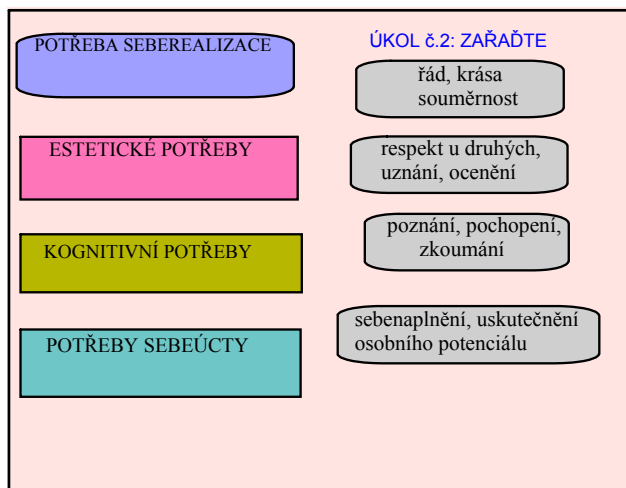 POTŘEBA SEBEREALIZACE
ÚKOL č.2: ZAŘAĎTE
řád, krása
souměrnost
ESTETICKÉ POTŘEBY
respekt u druhých,
uznání, ocenění
KOGNITIVNÍ POTŘEBY
poznání, pochopení,
zkoumání
POTŘEBY SEBEÚCTY
sebenaplnění, uskutečnění
osobního potenciálu